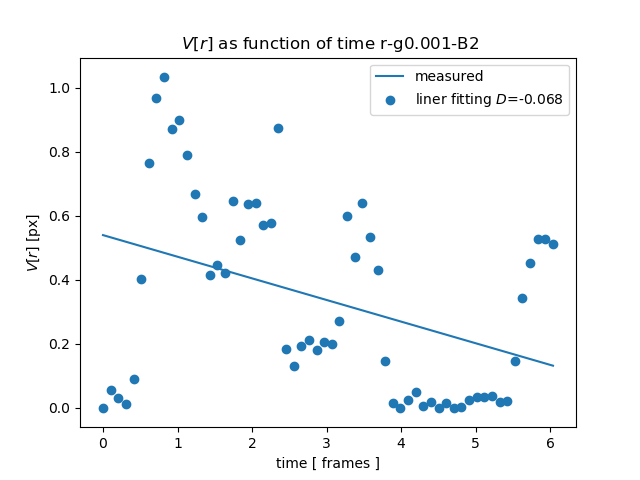 V[r] as function of time r-g0.001-B2
measured
liner fitting D=-0.068
1.0
0.8
0.6
0.4
0.2
0.0
V[r] [px]
0 1 2 3 4 5 6
time [ frames ]